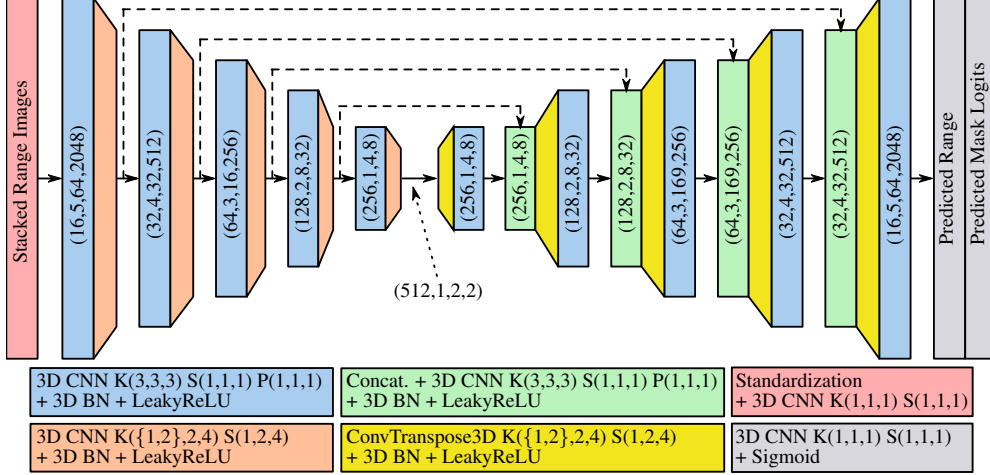 Stacked Range Images
(16,5,64,2048)
(32,4,32,512)
(64,3,16,256)
(128,2,8,32)
(256,1,4,8)
(512,1,2,2)
(256,1,4,8)
(256,1,4,8)
(128,2,8,32)
(128,2,8,32)
(64,3,169,256)
(64,3,169,256)
(32,4,32,512)
(32,4,32,512)
(16,5,64,2048)
Predicted Range
Predicted Mask Logits
3D CNN K(3,3,3) S(1,1,1) P(1,1,1)
+ 3D BN + LeakyReLU
Concat. + 3D CNN K(3,3,3) S(1,1,1) P(1,1,1)
+ 3D BN + LeakyReLU
Standardization
+ 3D CNN K(1,1,1) S(1,1,1)
3D CNN K({1,2},2,4) S(1,2,4)
+ 3D BN + LeakyReLU
ConvTranspose3D K({1,2},2,4) S(1,2,4)
+ 3D BN + LeakyReLU
3D CNN K(1,1,1) S(1,1,1)
+ Sigmoid